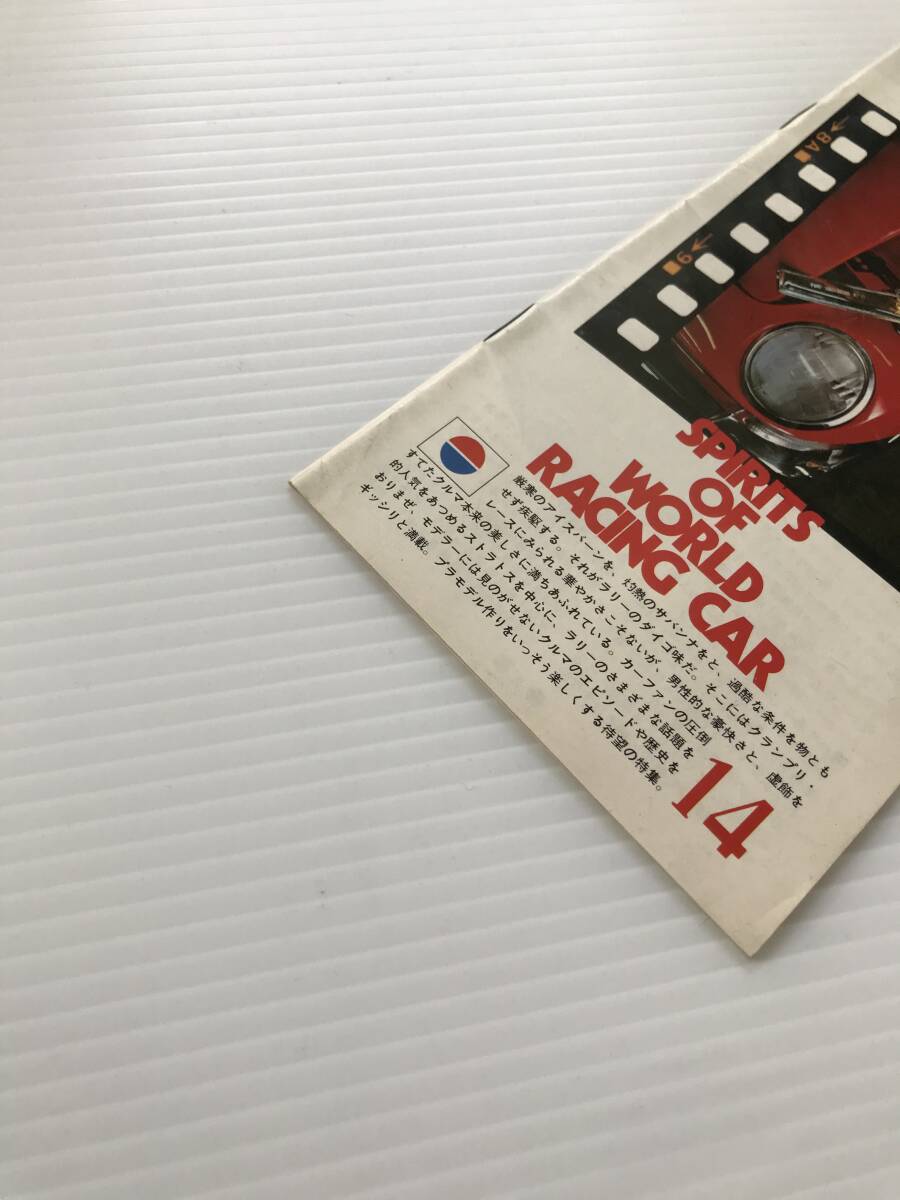 →8A
→9
SPIRITS
OF
WORLD
RACING CAR
厳寒のアイスバーンを、灼熱のサバンナをと、過酷な条件を物とも
せず疾駆する。それがラリーのダイゴ味だ。そこにはクランプリ・
レースにみられる華やかさこそないが、男性的な豪快さと、虚飾を
すてたクルマ本来の美しさに満ちあふれている。カーファンの圧倒
的人気をあつめるストラトスを中心に、ラリーのさまざまな話題を
おりまぜ、モデラーには見のがせないクルマのエピソードや歴史を
ギッシリと満載。プラモデル作りをいっそう楽しくする待望の特集。
14